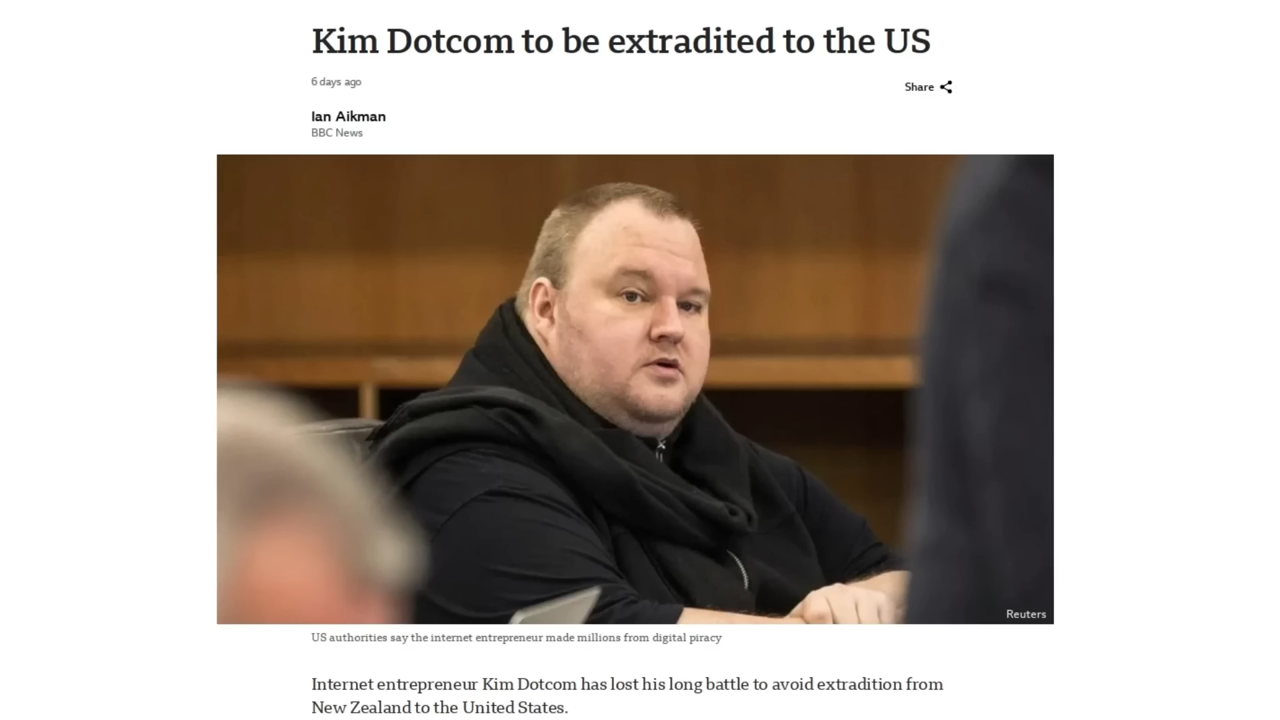 Kim Dotcom to be extradited to the US
6 days ago
Share
Ian Aikman
BBC News
Reuters
US authorities say the internet entrepreneur made millions from digital piracy
Internet entrepreneur Kim Dotcom has lost his long battle to avoid extradition from
New Zealand to the United States.